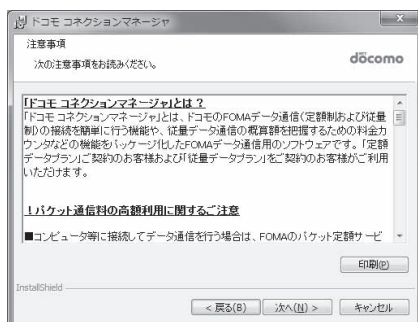 ドコモ コネクションマネージャ
注意事項
次の注意事項をお読みください。
döcomo
「ドコモ コネクションマネージャ」とは？
「ドコモ コネクションマネージャ」とは、ドコモのFOMAデータ通信(定額制および従量
制)の接続を簡単に行う機能や、従量データ通信の概算額を把握するための料金カ
ウンタなどの機能をパッケージ化したFOMAデータ通信用のソフトウェアです。「定額
データプラン」ご契約のお客様および「従量データプラン」をご契約のお客様がご利用
いただけます。
！パケット通信料の高額利用に関するご注意
■コンピュータ等に接続してデータ通信を行う場合は、FOMAのパケット定額サービ
印刷(P)
InstallShield
< 戻る(B)
次へ(N) >
キャンセル